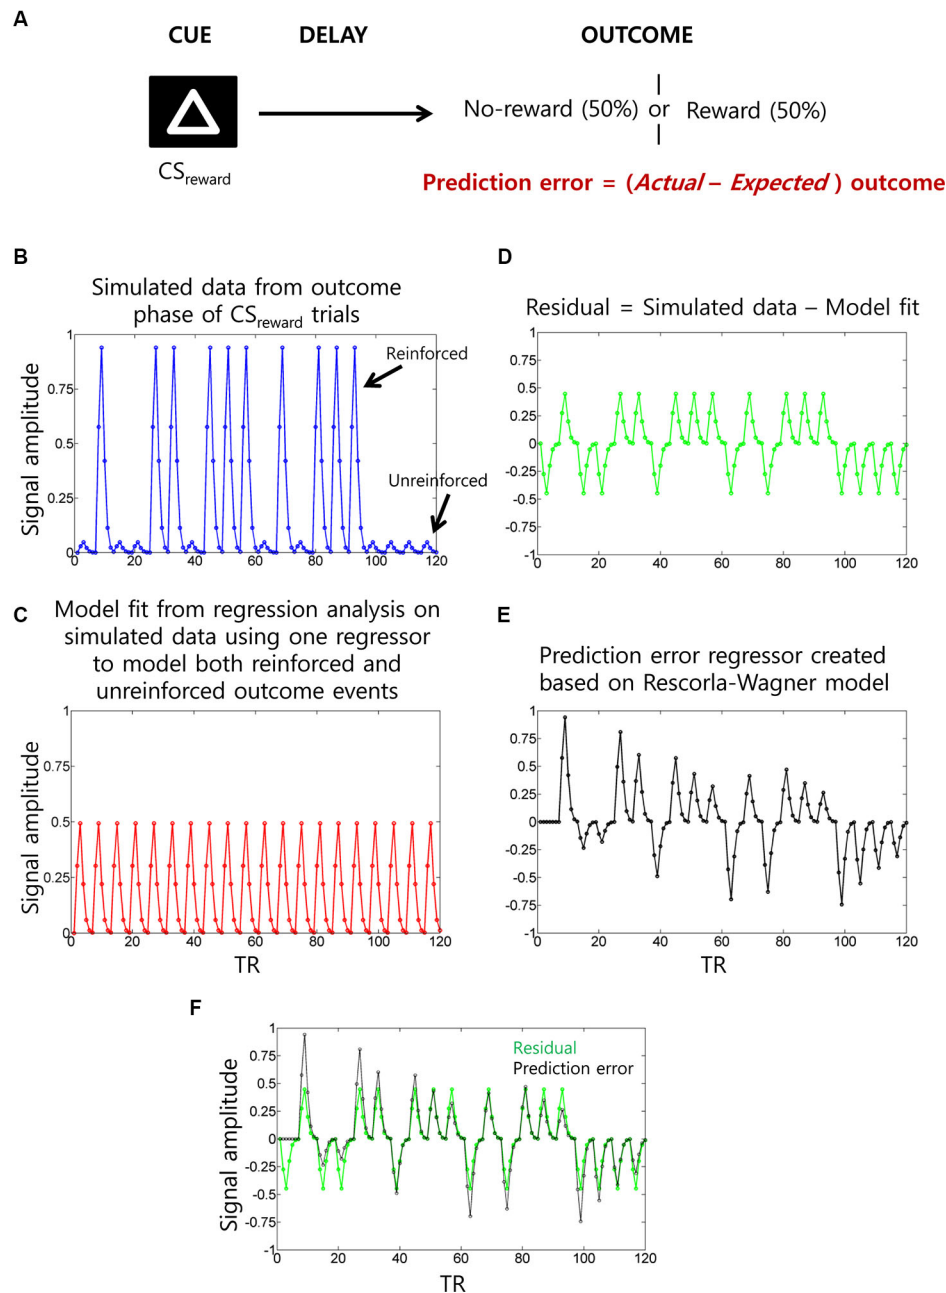 A
CUE DELAY OUTCOME
No-reward (50%) or Reward (50%)
CSreward
Prediction error = (Actual – Expected ) outcome
B
Simulated data from outcome
phase of CSreward trials
Signal amplitude
1
0.75
0.5
0.25
0
0 20 40 60 80 100 120
Reinforced
Unreinforced
C
Model fit from regression analysis on
simulated data using one regressor
to model both reinforced and
unreinforced outcome events
Signal amplitude
1
0.5
0.25
0
0 20 40 60 80 100 120
TR
D
Residual = Simulated data – Model fit
1
0.75
0.5
0.25
0
-0.25
-0.5
-0.75
-1
0 20 40 60 80 100 120
E
Prediction error regressor created
based on Rescorla-Wagner model
1
0.75
0.5
0.25
0
-0.25
-0.5
-0.75
-1
0 20 40 60 80 100 120
TR
F
Signal amplitude
1
0.75
0.5
0.25
0
-0.25
-0.5
-0.75
-1
0 20 40 60 80 100 120
Residual
Prediction error
TR